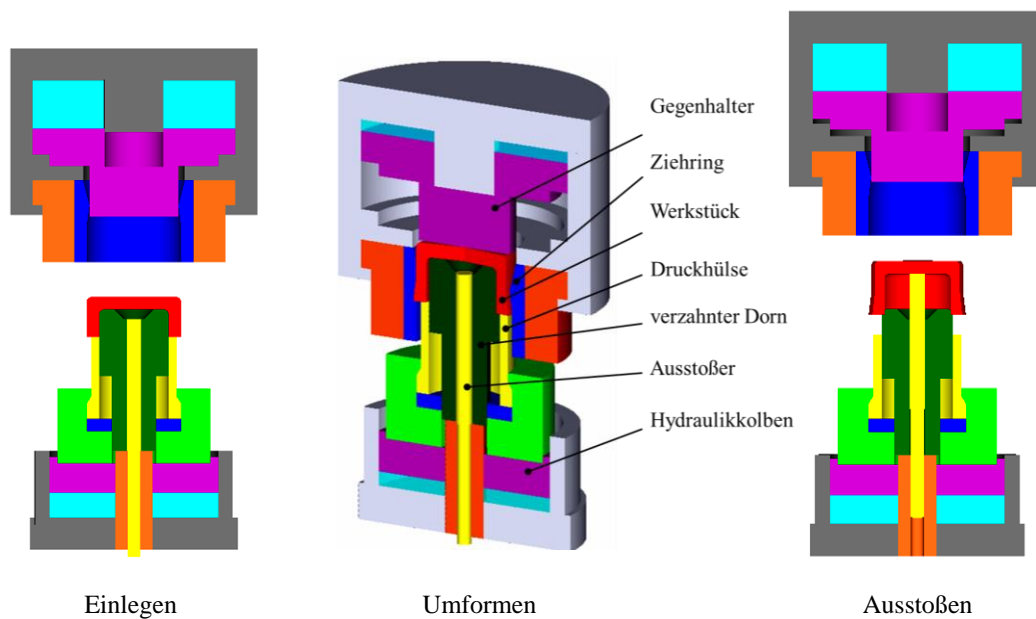 Gegenhalter
Ziehring
Werkstück
Druckhülse
verzahnter Dorn
Ausstoßer
Hydraulikkolben
Einlegen
Umformen
Ausstoßen